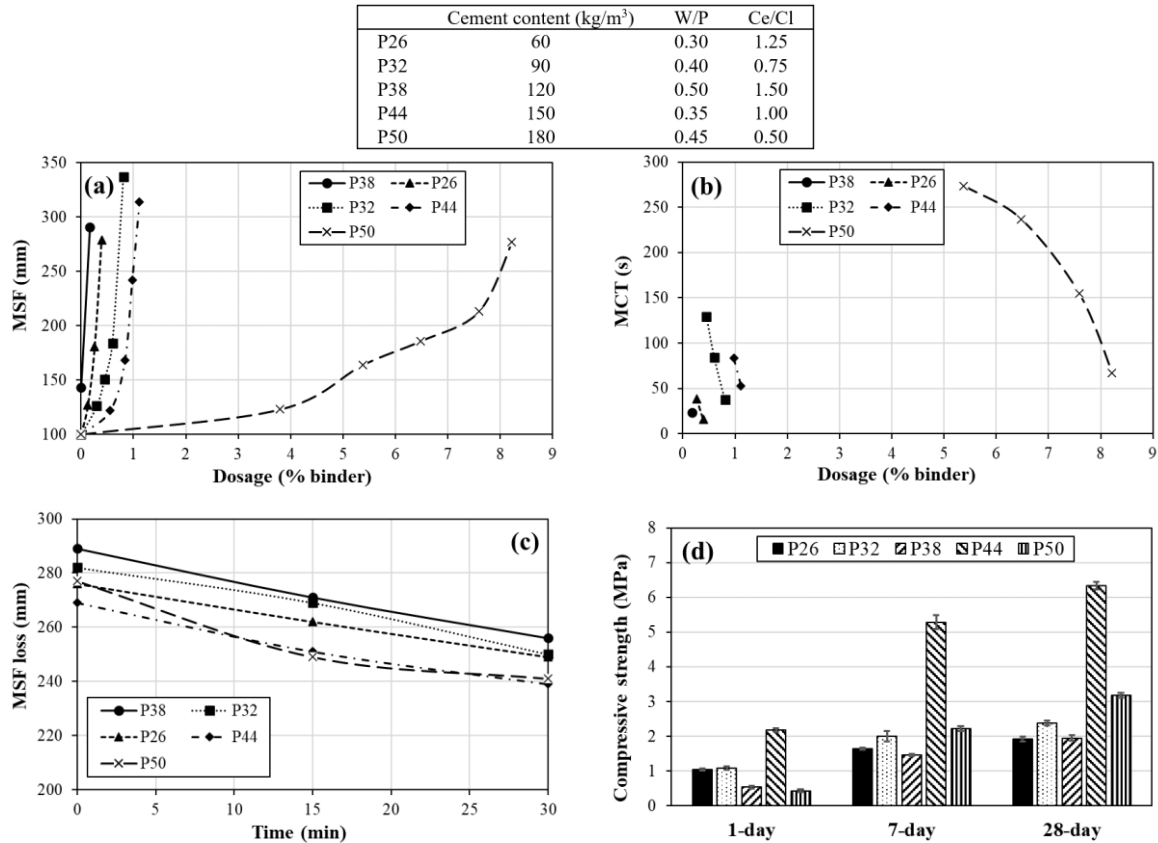 Cement content (kg/m³) W/P Ce/Cl
P26 60 0.30 1.25
P32 90 0.40 0.75
P38 120 0.50 1.50
P44 150 0.35 1.00
P50 180 0.45 0.50
(a)
P38 P26
P32 P44
P50
MSF (mm)
350
300
250
200
150
100
0 1 2 3 4 5 6 7 8 9
Dosage (% binder)
(b)
P38 P26
P32 P44
P50
MCT (s)
300
250
200
150
100
50
0
0 1 2 3 4 5 6 7 8 9
Dosage (% binder)
(c)
MSF loss (mm)
300
280
260
240
220
200
P38 P32
P26 P44
P50
0 5 10 15 20 25 30
Time (min)
(d)
P26 P32 P38 P44 P50
Compressive strength (MPa)
8
7
6
5
4
3
2
1
0
1-day 7-day 28-day